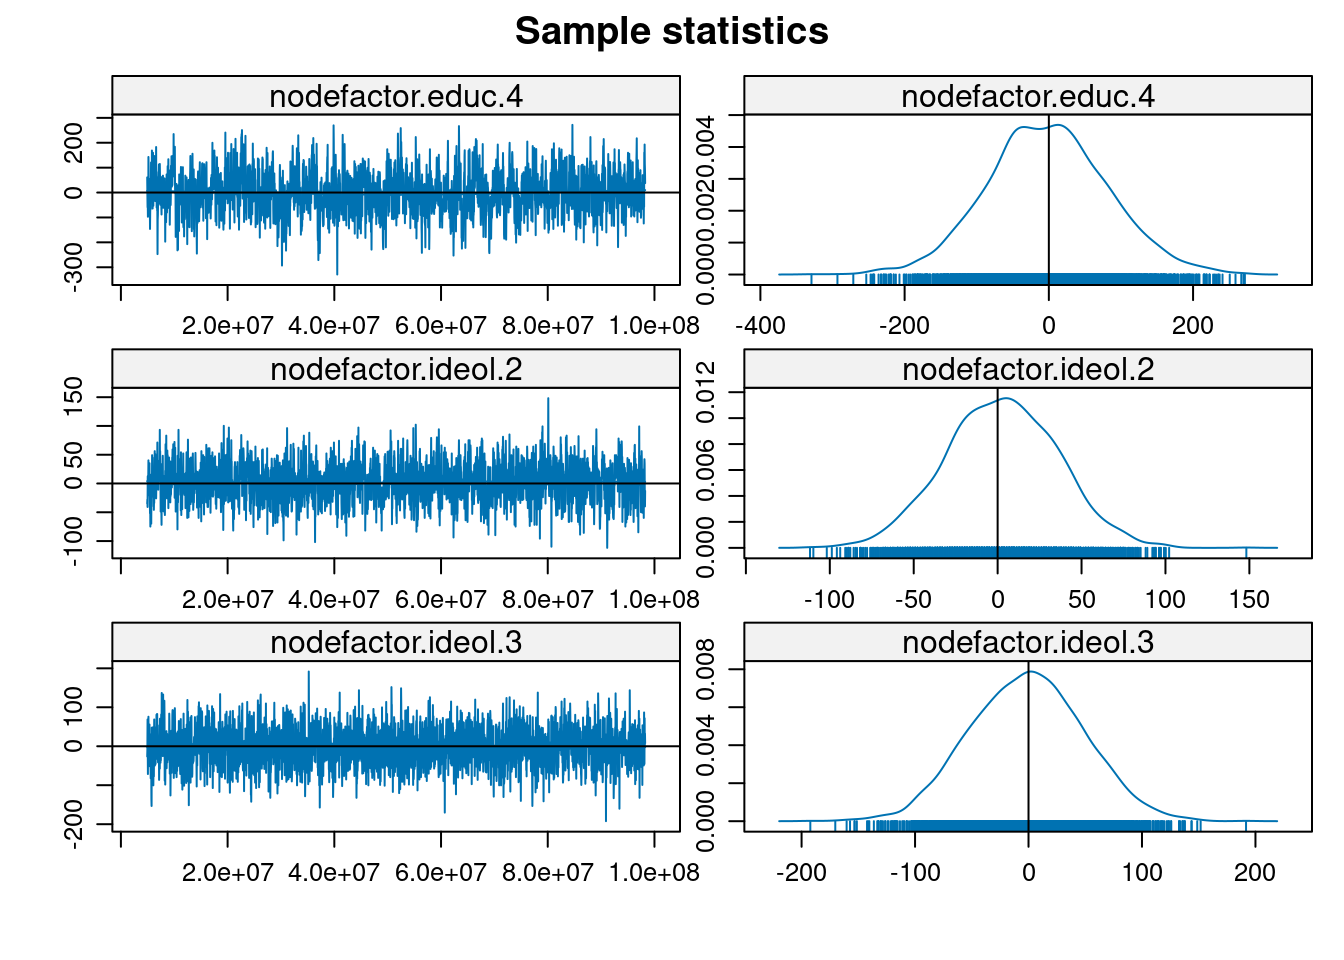 Sample statistics
nodefactor.educ.4
nodefactor.educ.4
200
0
-300
2.0e+07 4.0e+07 6.0e+07 8.0e+07 1.0e+08
0.004
0.002
0.000
-400 -200 0 200
nodefactor.ideol.2
nodefactor.ideol.2
150
50
0
-100
2.0e+07 4.0e+07 6.0e+07 8.0e+07 1.0e+08
0.012
0.006
0.000
-100 -50 0 50 100 150
nodefactor.ideol.3
nodefactor.ideol.3
100
0
-200
2.0e+07 4.0e+07 6.0e+07 8.0e+07 1.0e+08
0.008
0.004
0.000
-200 -100 0 100 200